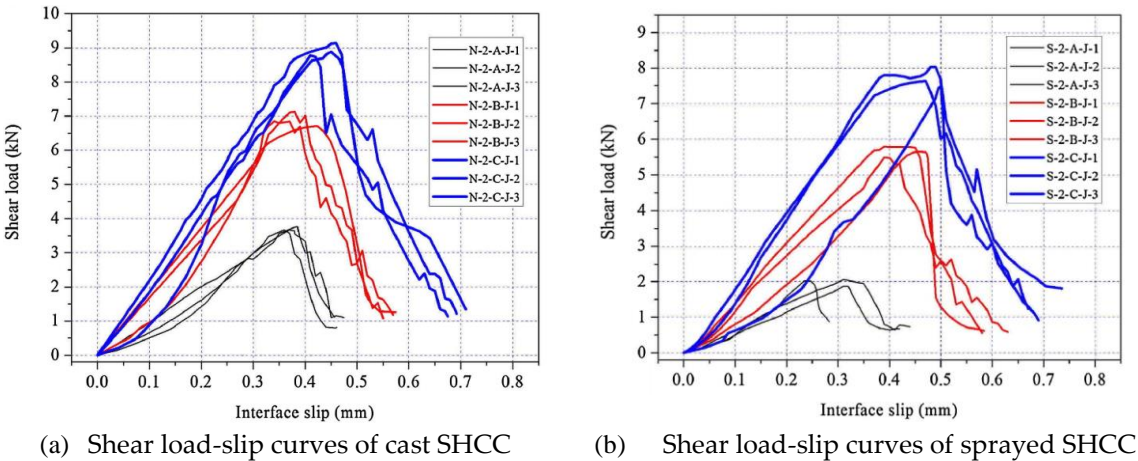 10
9
8
7
6
5
4
3
2
1
0
Shear load (kN)
N-2-A-J-1
N-2-A-J-2
N-2-A-J-3
N-2-B-J-1
N-2-B-J-2
N-2-B-J-3
N-2-C-J-1
N-2-C-J-2
N-2-C-J-3
0.0 0.1 0.2 0.3 0.4 0.5 0.6 0.7 0.8
Interface slip (mm)
(a) Shear load-slip curves of cast SHCC
9
8
7
6
5
4
3
2
1
0
Shear load (kN)
S-2-A-J-1
S-2-A-J-2
S-2-A-J-3
S-2-B-J-1
S-2-B-J-2
S-2-B-J-3
S-2-C-J-1
S-2-C-J-2
S-2-C-J-3
0.0 0.1 0.2 0.3 0.4 0.5 0.6 0.7 0.8
Interface slip (mm)
(b) Shear load-slip curves of sprayed SHCC